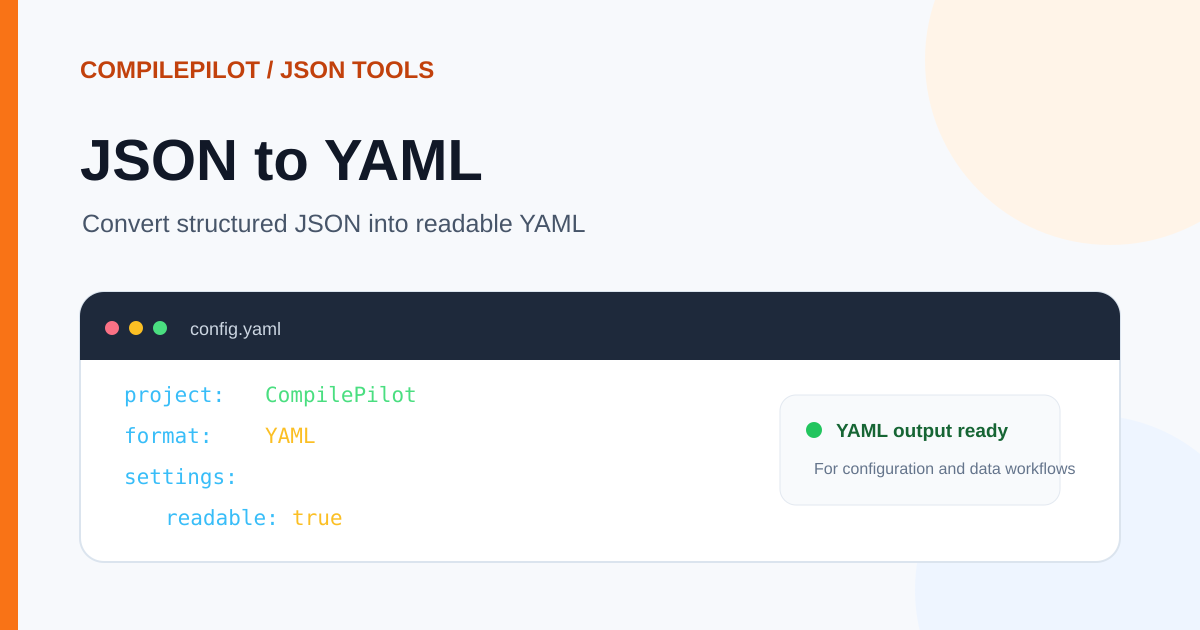 COMPILEPILOT / JSON TOOLS
JSON to YAML
Convert structured JSON into readable YAML
config.yaml
project: CompilePilot
format: YAML
settings:
readable: true
YAML output ready
For configuration and data workflows